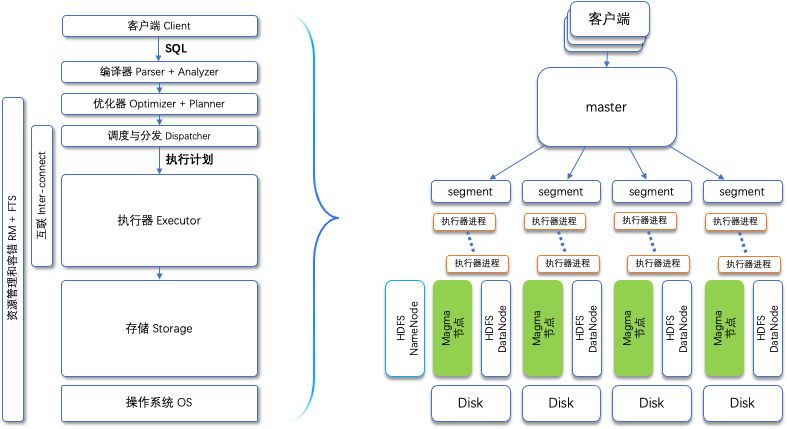 客户端 Client
SQL
编译器 Parser + Analyzer
优化器 Optimizer + Planner
调度与分发 Dispatcher
执行计划
执行器 Executor
存储 Storage
操作系统 OS
资源管理和容错 RM + FTS
互联 Inter-connect
客户端
master
segment
segment
segment
segment
执行器进程
执行器进程
执行器进程
执行器进程
执行器进程
执行器进程
执行器进程
执行器进程
HDFS
NameNode
Magma
节点
HDFS
DataNode
Magma
节点
HDFS
DataNode
Magma
节点
HDFS
DataNode
Magma
节点
HDFS
DataNode
Disk
Disk
Disk
Disk